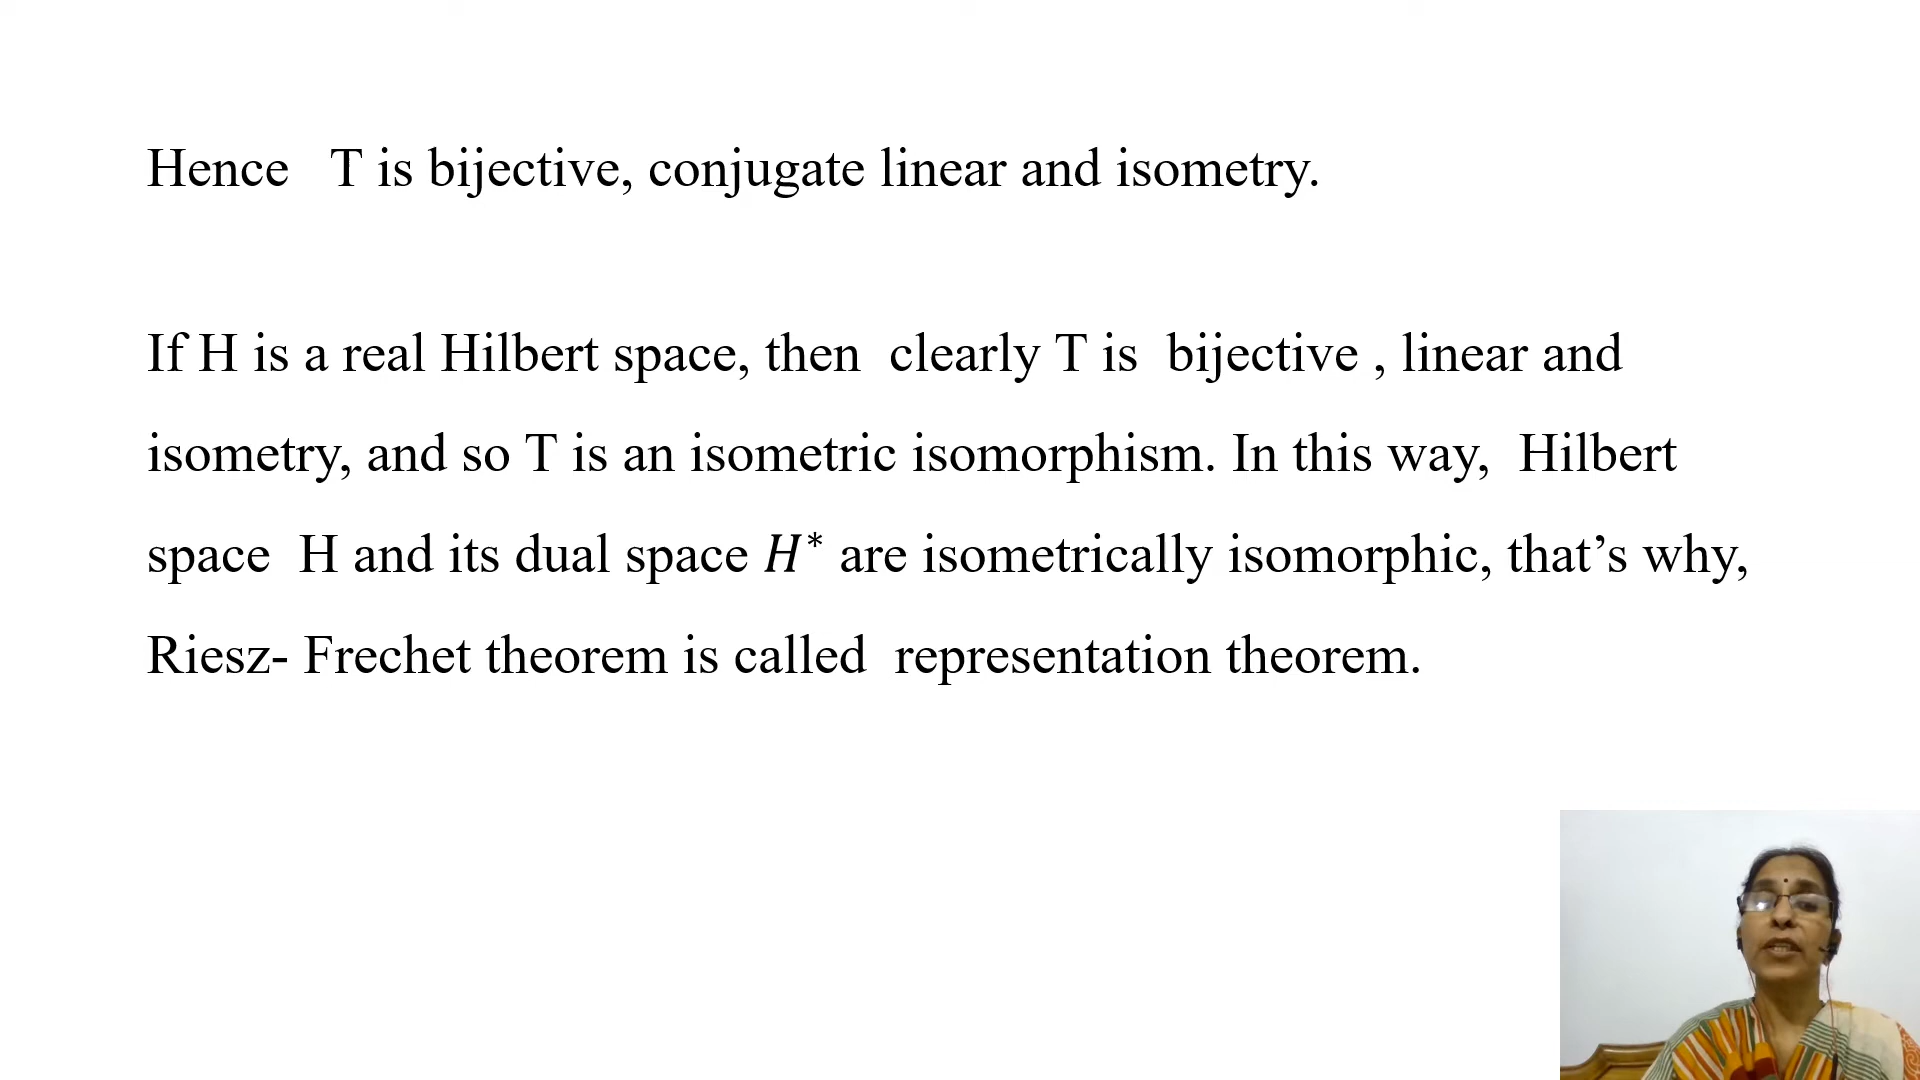 Hence T is bijective, conjugate linear and isometry.
If H is a real Hilbert space, then clearly T is bijective , linear and
isometry, and so T is an isometric isomorphism. In this way, Hilbert
space H and its dual space H* are isometrically isomorphic, that’s why,
Riesz- Frechet theorem is called representation theorem.